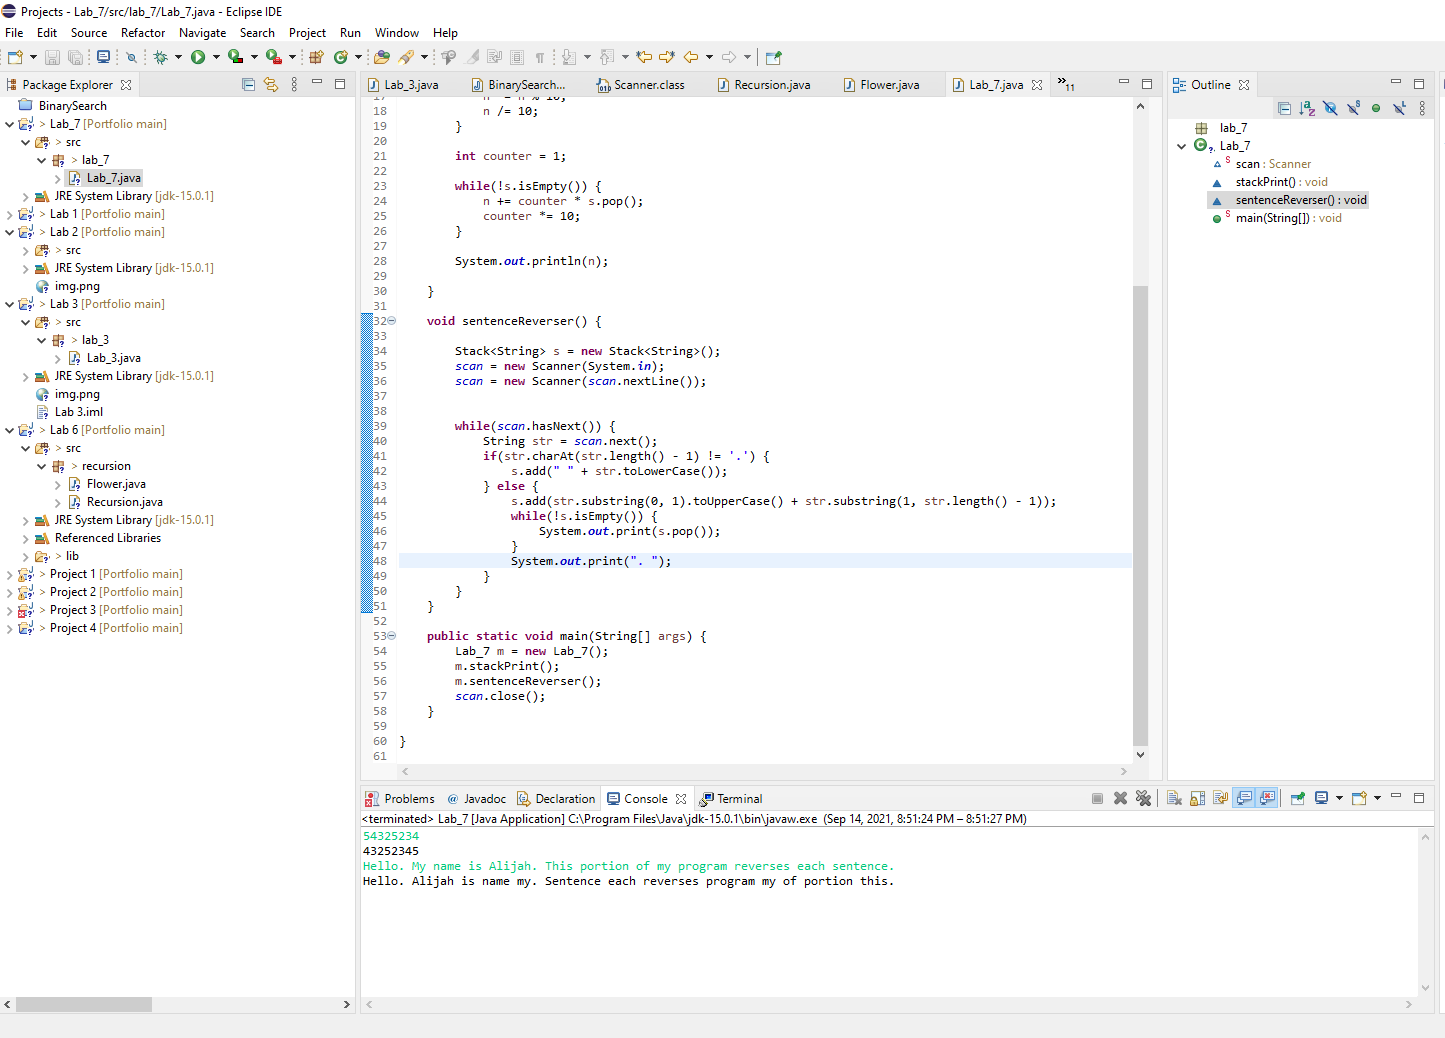 Projects - Lab_7/src/lab_7/Lab_7.java - Eclipse IDE
File Edit Source Refactor Navigate Search Project Run Window Help
Package Explorer
BinarySearch
> Lab_7 [Portfolio main]
> src
> lab_7
Lab_7.java
JRE System Library [jdk-15.0.1]
> Lab 1 [Portfolio main]
> Lab 2 [Portfolio main]
> src
JRE System Library [jdk-15.0.1]
img.png
> Lab 3 [Portfolio main]
> src
> lab_3
Lab_3.java
JRE System Library [jdk-15.0.1]
img.png
Lab 3.iml
> Lab 6 [Portfolio main]
> src
> recursion
Flower.java
Recursion.java
JRE System Library [jdk-15.0.1]
Referenced Libraries
> lib
> Project 1 [Portfolio main]
> Project 2 [Portfolio main]
> Project 3 [Portfolio main]
> Project 4 [Portfolio main]
Lab_3.java BinarySearch... Scanner.class Recursion.java Flower.java Lab_7.java »11
18 n /= 10;
19 }
20
21 int counter = 1;
22
23 while(!s.isEmpty()) {
24 n += counter * s.pop();
25 counter *= 10;
26 }
27
28 System.out.println(n);
29
30 }
31
32 void sentenceReverser() {
33
34 Stack<String> s = new Stack<String>();
35 scan = new Scanner(System.in);
36 scan = new Scanner(scan.nextLine());
37
38
39 while(scan.hasNext()) {
40 String str = scan.next();
41 if(str.charAt(str.length() - 1) != '.') {
42 s.add(" " + str.toLowerCase());
43 } else {
44 s.add(str.substring(0, 1).toUpperCase() + str.substring(1, str.length() - 1));
45 while(!s.isEmpty()) {
46 System.out.print(s.pop());
47 }
48 System.out.print(". ");
49 }
50 }
51 }
52
53 public static void main(String[] args) {
54 Lab_7 m = new Lab_7();
55 m.stackPrint();
56 m.sentenceReverser();
57 scan.close();
58 }
59
60 }
61
Outline
lab_7
Lab_7
scan : Scanner
stackPrint() : void
sentenceReverser() : void
main(String[]) : void
Problems @ Javadoc Declaration Console Terminal
<terminated> Lab_7 [Java Application] C:\Program Files\Java\jdk-15.0.1\bin\javaw.exe (Sep 14, 2021, 8:51:24 PM – 8:51:27 PM)
54325234
43252345
Hello. My name is Alijah. This portion of my program reverses each sentence.
Hello. Alijah is name my. Sentence each reverses program my of portion this.